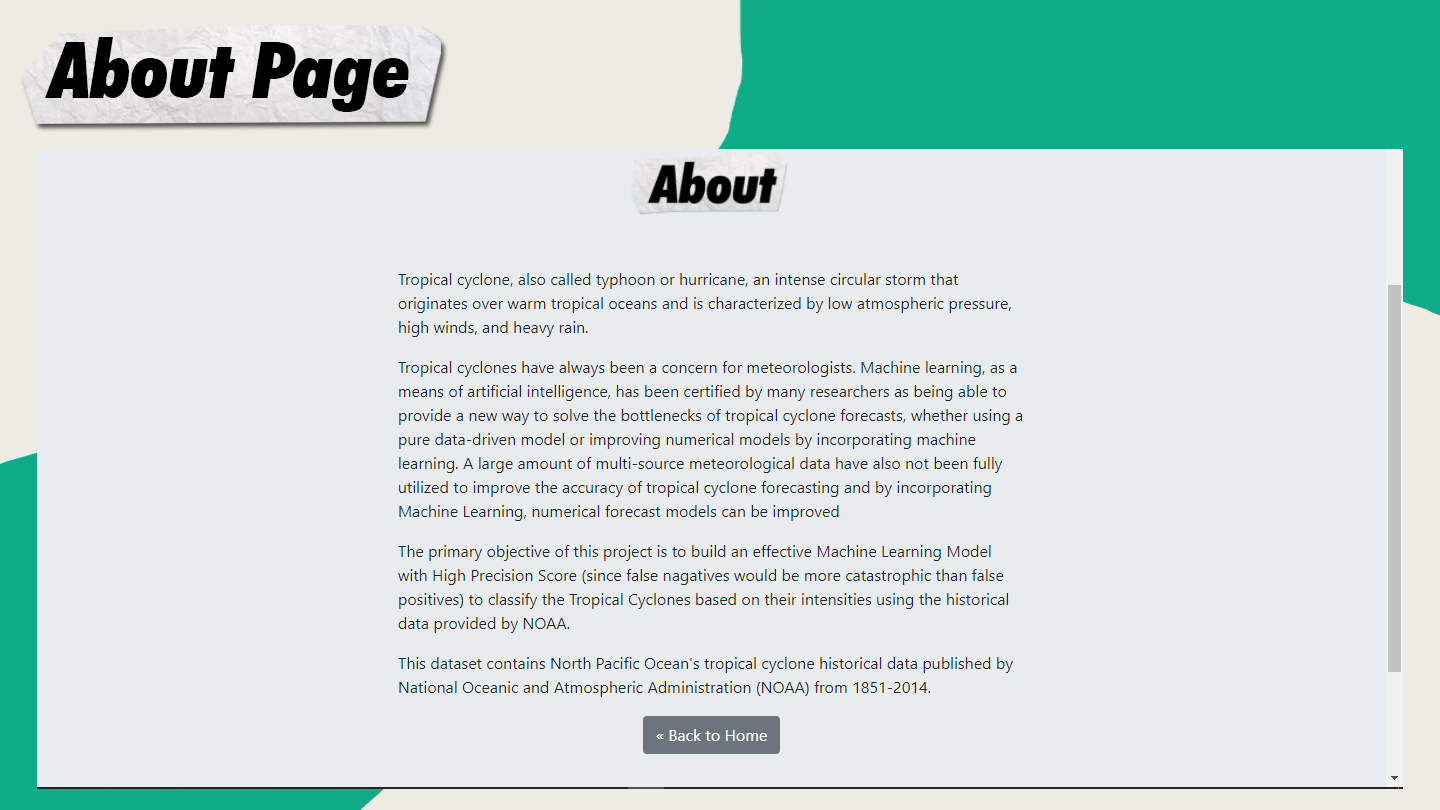 About Page
About
Tropical cyclone, also called typhoon or hurricane, an intense circular storm that
originates over warm tropical oceans and is characterized by low atmospheric pressure,
high winds, and heavy rain.
Tropical cyclones have always been a concern for meteorologists. Machine learning, as a
means of artificial intelligence, has been certified by many researchers as being able to
provide a new way to solve the bottlenecks of tropical cyclone forecasts, whether using a
pure data-driven model or improving numerical models by incorporating machine
learning. A large amount of multi-source meteorological data have also not been fully
utilized to improve the accuracy of tropical cyclone forecasting and by incorporating
Machine Learning, numerical forecast models can be improved
The primary objective of this project is to build an effective Machine Learning Model
with High Precision Score (since false nagatives would be more catastrophic than false
positives) to classify the Tropical Cyclones based on their intensities using the historical
data provided by NOAA.
This dataset contains North Pacific Ocean's tropical cyclone historical data published by
National Oceanic and Atmospheric Administration (NOAA) from 1851-2014.
« Back to Home